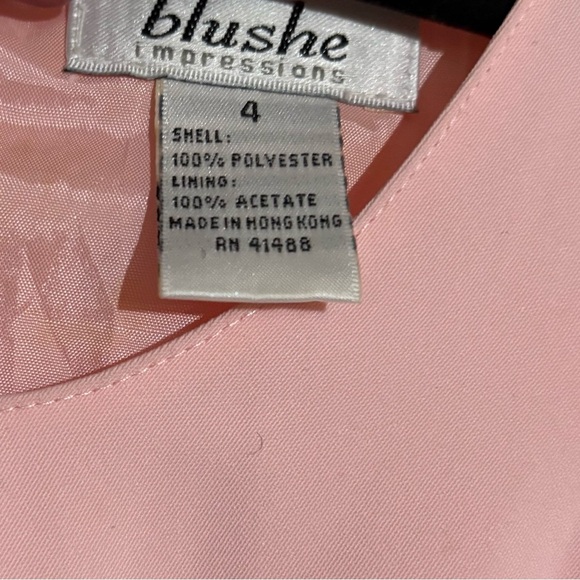 blushe
impressions
4
SHELL:
100% POLYESTER
LINING:
100% ACETATE
MADE IN HONG KONG
RN 41488